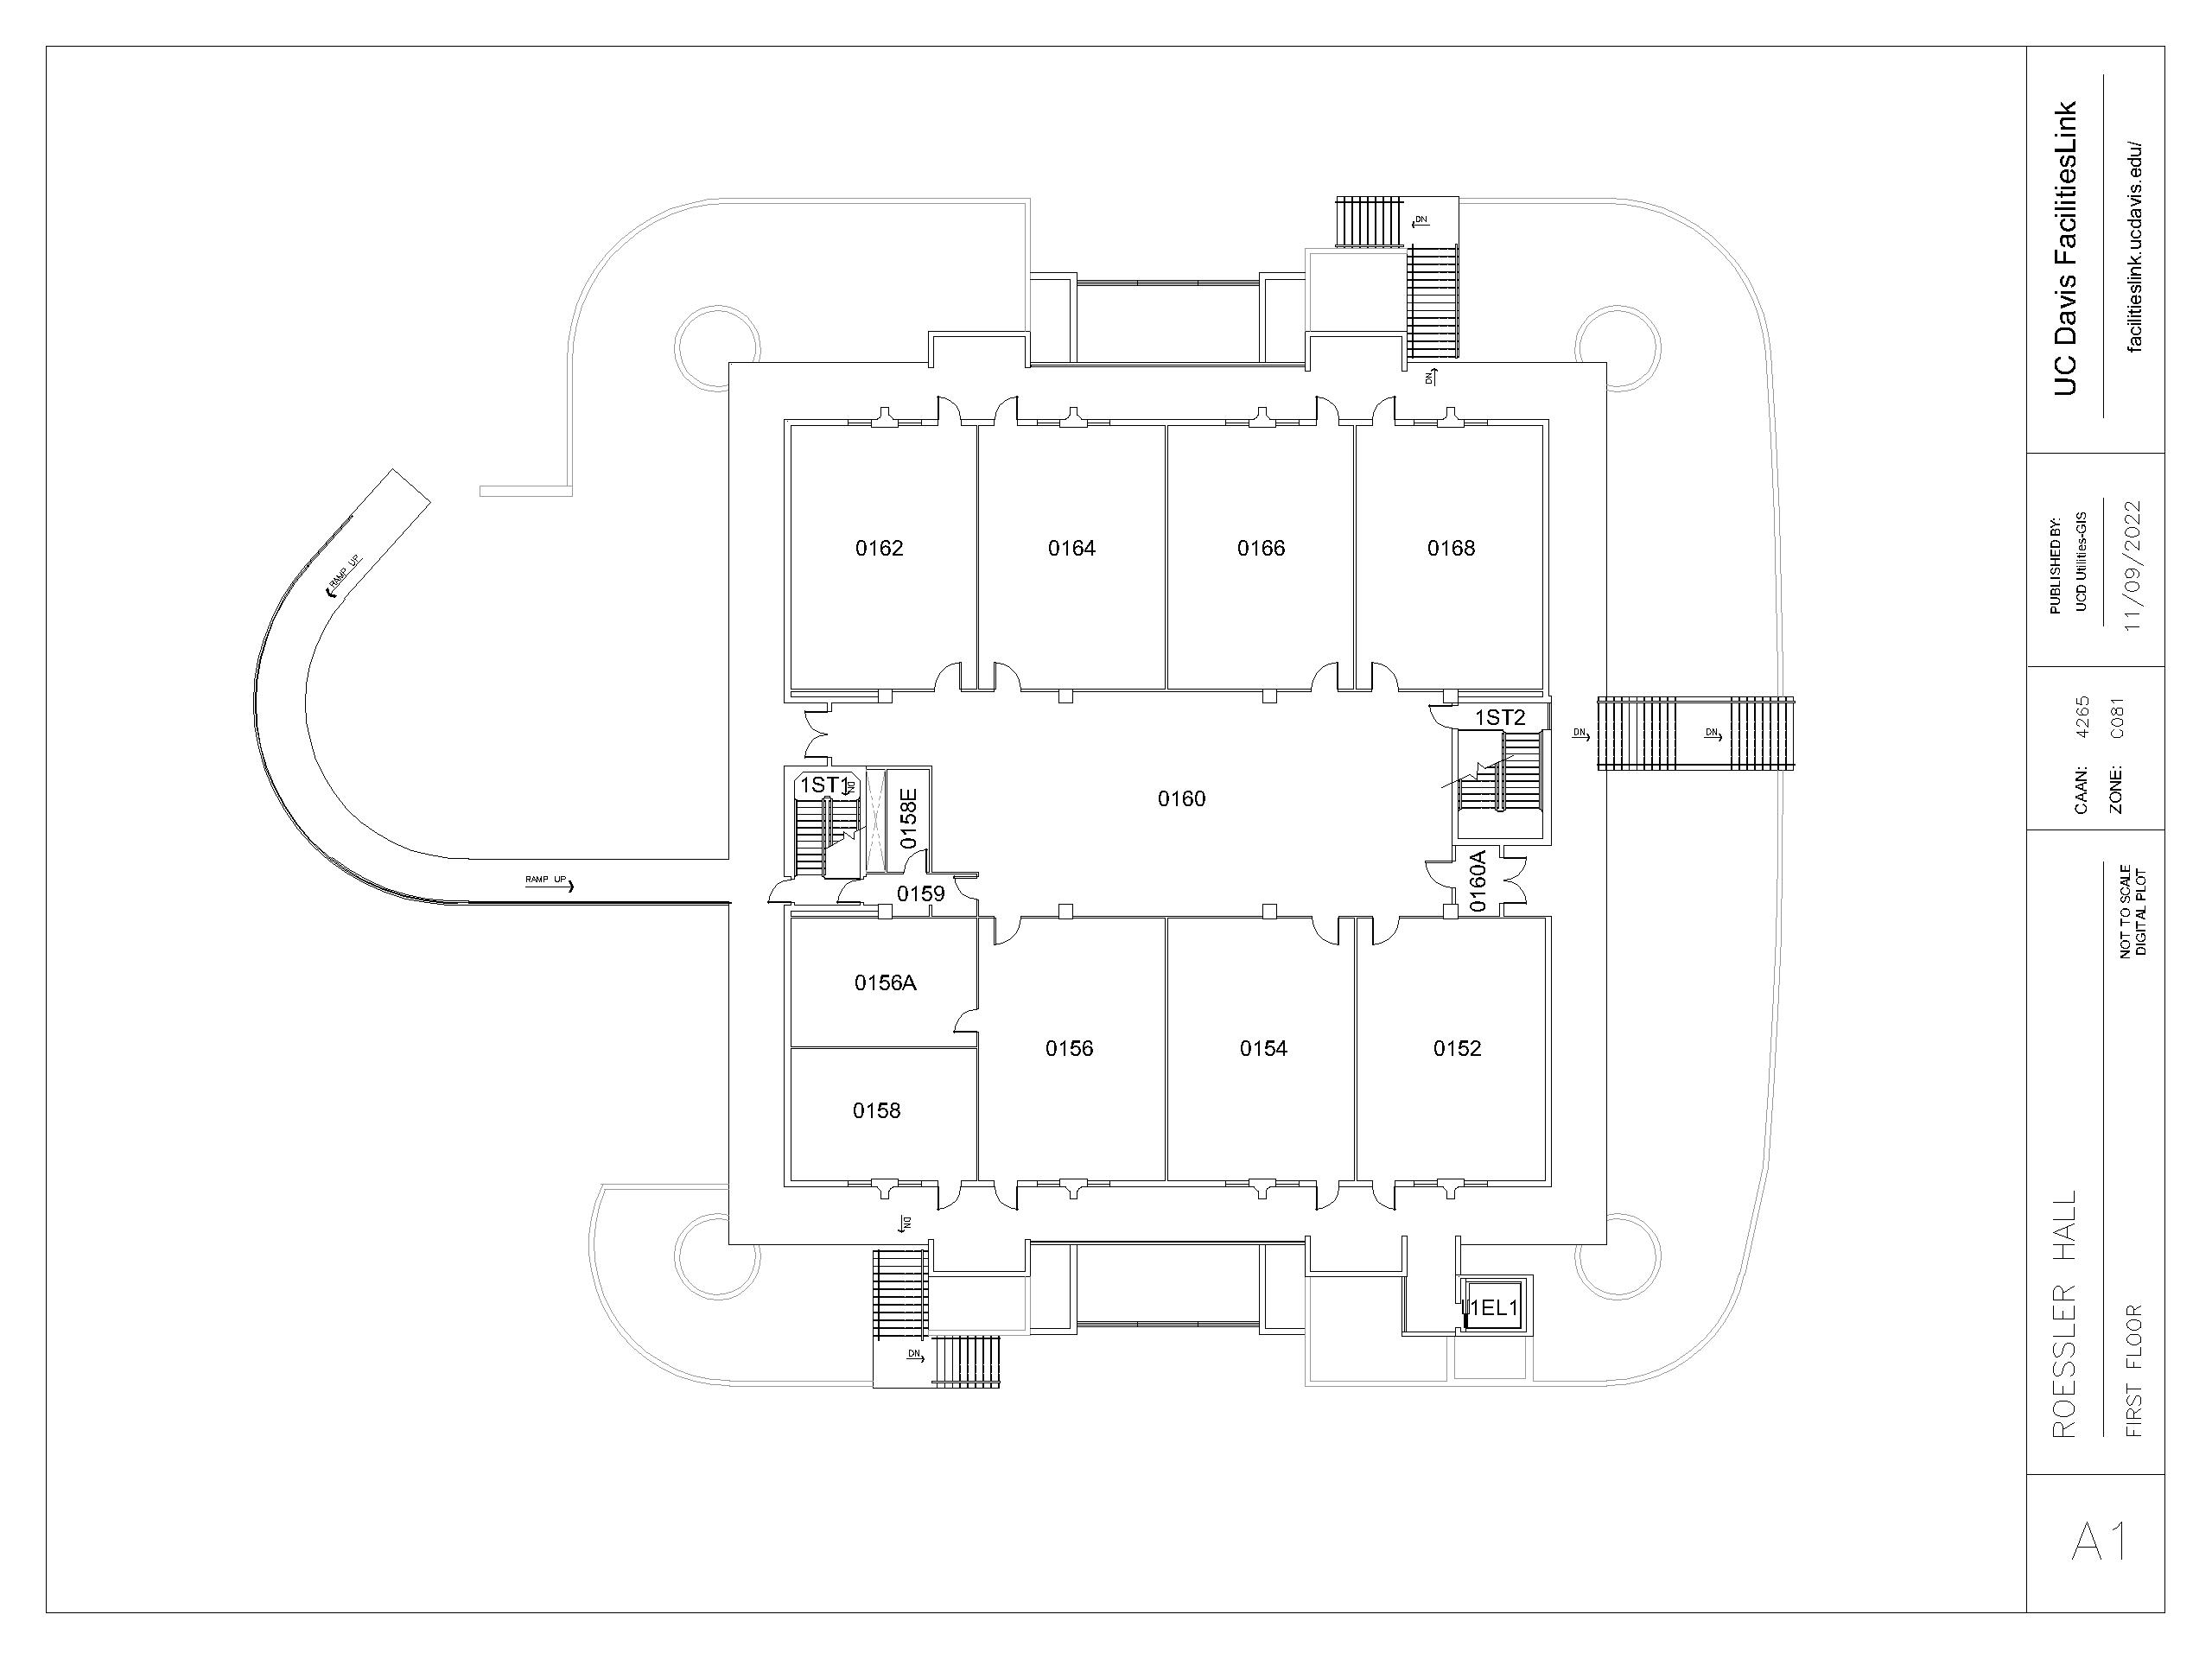 DN
DN
0162
0164
0166
0168
RAMP UP
1ST2
DN
DN
1ST1
DN
0158E
0160
RAMP UP
0159
0160A
0156A
0156
0154
0152
0158
DN
1EL1
DN
UC Davis FacilitiesLink
facilitieslink.ucdavis.edu/
PUBLISHED BY:
UCD Utilities-GIS
11/09/2022
CAAN: 4265
ZONE: C081
NOT TO SCALE
DIGITAL PLOT
ROESSLER HALL
FIRST FLOOR
A1